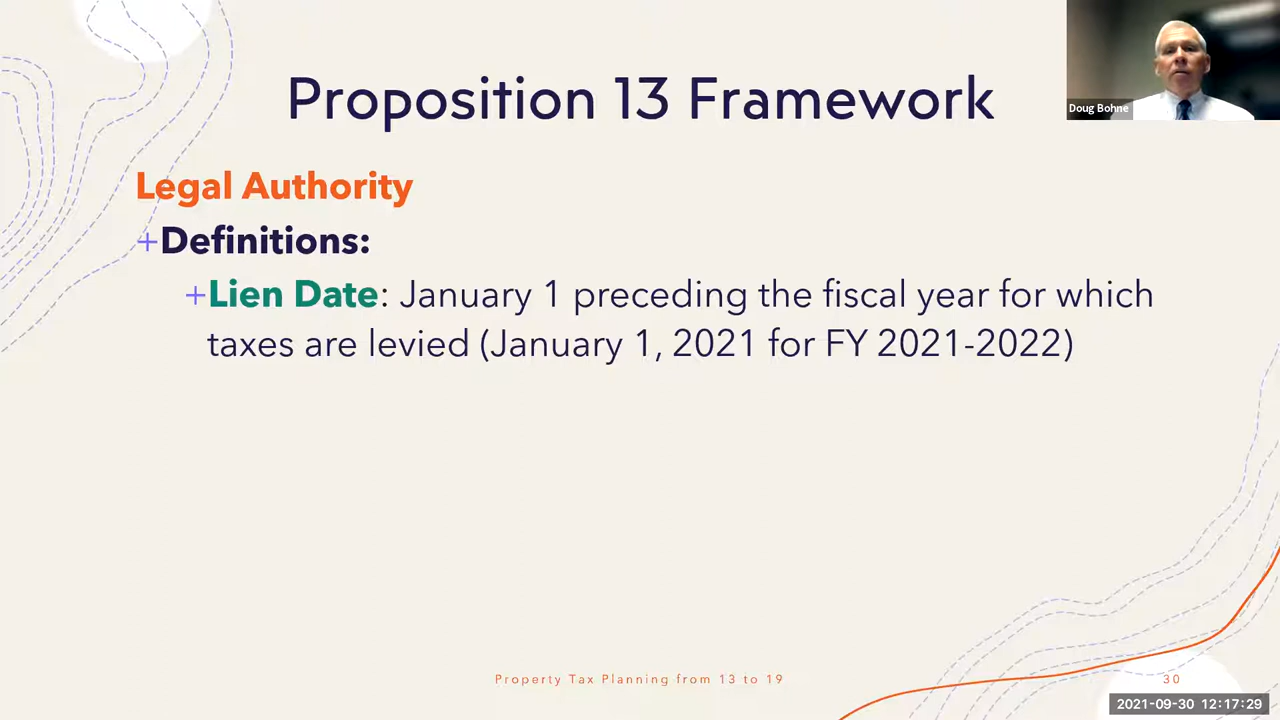 Proposition 13 Framework
Doug Bohne
Legal Authority
+Definitions:
+Lien Date: January 1 preceding the fiscal year for which
taxes are levied (January 1, 2021 for FY 2021-2022)
Property Tax Planning from 13 to 19
30
2021-09-30 12:17:29